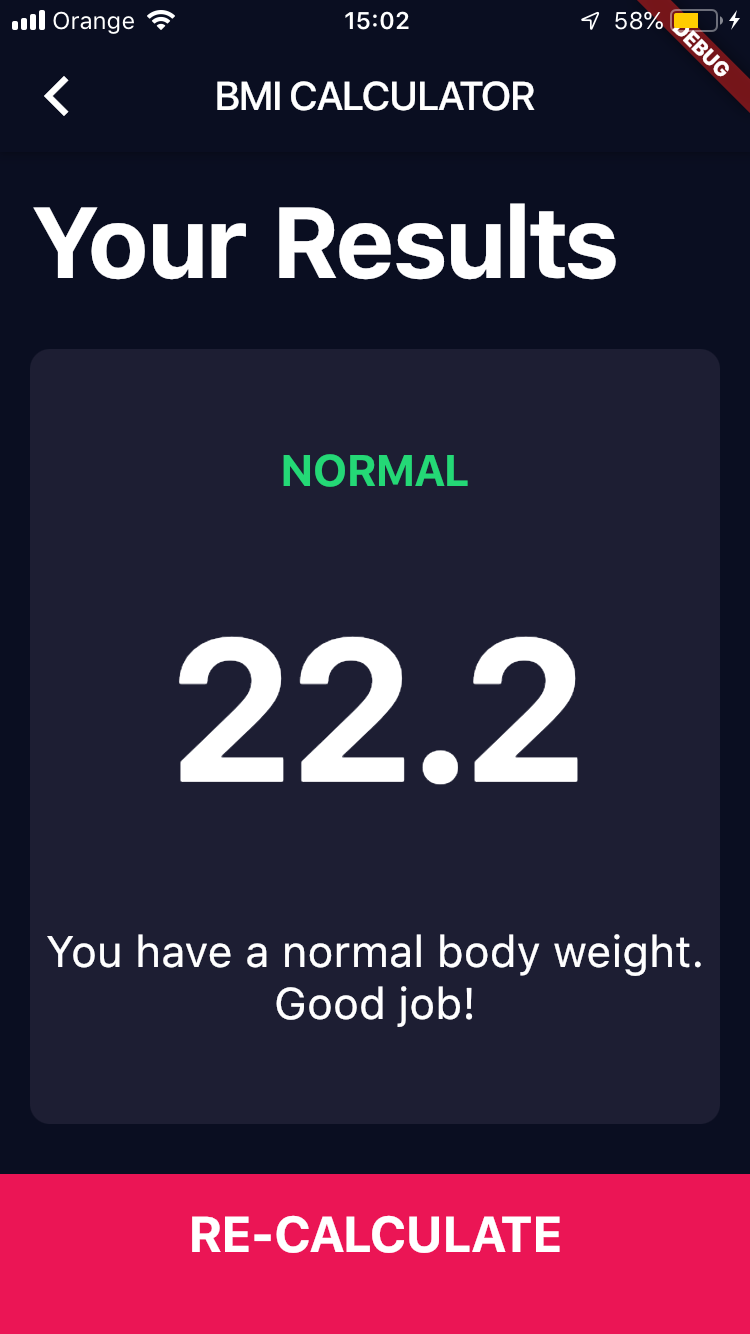 Orange 15:02 58%
DEBUG
BMI CALCULATOR
Your Results
NORMAL
22.2
You have a normal body weight.
Good job!
RE-CALCULATE